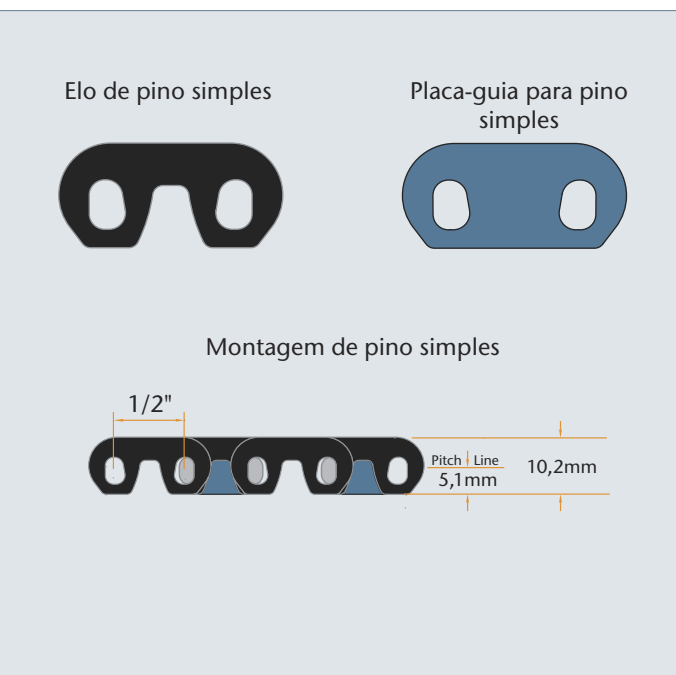 Elo de pino simples
Placa-guia para pino
simples
Montagem de pino simples
1/2"
Pitch Line
5,1mm
10,2mm